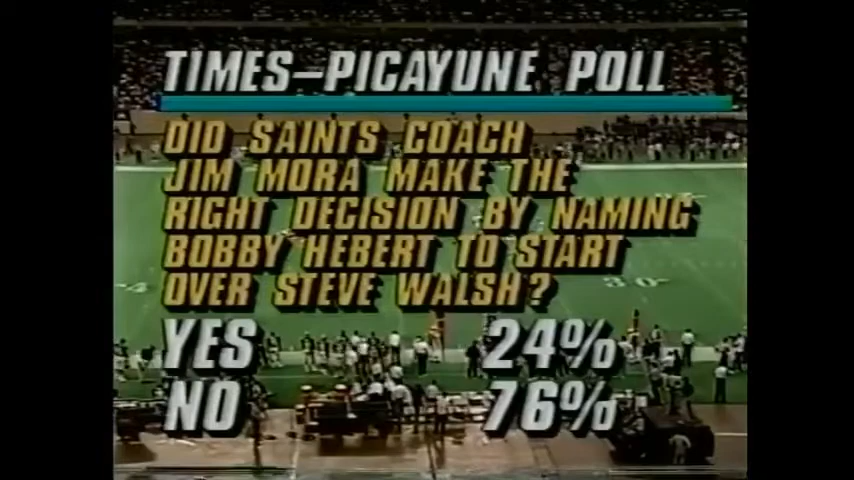 TIMES-PICAYUNE POLL
DID SAINTS COACH
JIM MORA MAKE THE
RIGHT DECISION BY NAMING
BOBBY HEBERT TO START
OVER STEVE WALSH?
YES 24%
NO 76%